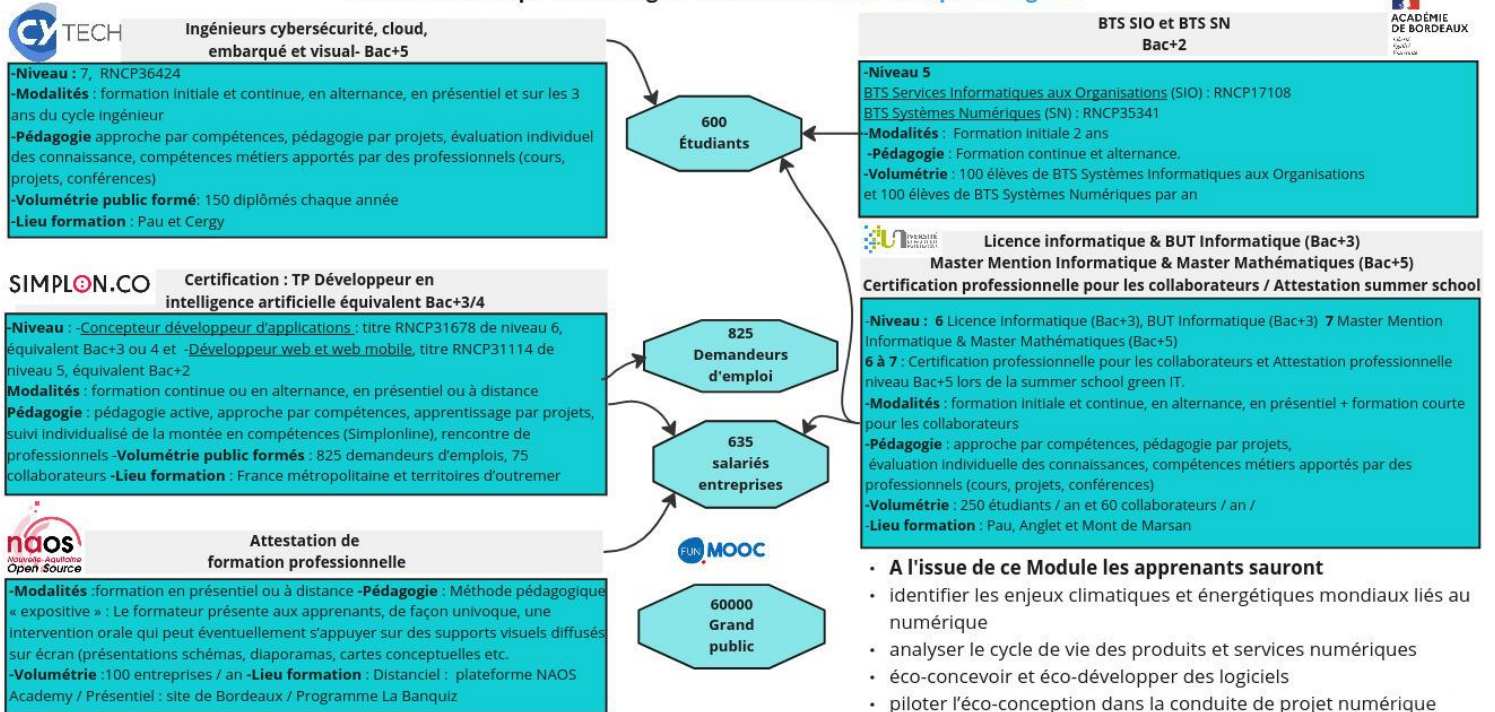 CY TECH
Ingénieurs cybersécurité, cloud,
embarqué et visual- Bac+5
-Niveau : 7, RNCP36424
-Modalités : formation initiale et continue, en alternance, en présentiel et sur les 3
ans du cycle ingénieur
-Pédagogie approche par compétences, pédagogie par projets, évaluation individuel
des connaissance, compétences métiers apportés par des professionnels (cours,
projets, conférences)
-Volumétrie public formé: 150 diplômés chaque année
-Lieu formation : Pau et Cergy
SIMPLON.CO
Certification : TP Développeur en
intelligence artificielle équivalent Bac+3/4
-Niveau : -Concepteur développeur d'applications : titre RNCP31678 de niveau 6,
équivalent Bac+3 ou 4 et -Développeur web et web mobile, titre RNCP31114 de
niveau 5, équivalent Bac+2
Modalités : formation continue ou en alternance, en présentiel ou à distance
Pédagogie : pédagogie active, approche par compétences, apprentissage par projets,
suivi individualisé de la montée en compétences (Simplonline), rencontre de
professionnels -Volumétrie public formés : 825 demandeurs d'emplois, 75
collaborateurs -Lieu formation : France métropolitaine et territoires d'outremer
naos
Nouvelle-Aquitaine
Open Source
Attestation de
formation professionnelle
-Modalités :formation en présentiel ou à distance -Pédagogie : Méthode pédagogique
« expositive » : Le formateur présente aux apprenants, de façon univoque, une
intervention orale qui peut éventuellement s'appuyer sur des supports visuels diffusés
sur écran (présentations schémas, diaporamas, cartes conceptuelles etc.
-Volumétrie :100 entreprises / an -Lieu formation : Distanciel : plateforme NAOS
Academy / Présentiel : site de Bordeaux / Programme La Banquiz
600
Étudiants
825
Demandeurs
d'emploi
635
salariés
entreprises
FUN MOOC
60000
Grand
public
BTS SIO et BTS SN
Bac+2
ACADÉMIE
DE BORDEAUX
-Niveau 5
BTS Services Informatiques aux Organisations (SIO) : RNCP17108
BTS Systèmes Numériques (SN) : RNCP35341
-Modalités : Formation initiale 2 ans
-Pédagogie : Formation continue et alternance.
-Volumétrie : 100 élèves de BTS Systèmes Informatiques aux Organisations
et 100 élèves de BTS Systèmes Numériques par an
Licence informatique & BUT Informatique (Bac+3)
Master Mention Informatique & Master Mathématiques (Bac+5)
Certification professionnelle pour les collaborateurs / Attestation summer school
-Niveau : 6 Licence Informatique (Bac+3), BUT Informatique (Bac+3) 7 Master Mention
Informatique & Master Mathématiques (Bac+5)
6 à 7 : Certification professionnelle pour les collaborateurs et Attestation professionnelle
niveau Bac+5 lors de la summer school green IT.
-Modalités : formation initiale et continue, en alternance, en présentiel + formation courte
pour les collaborateurs
-Pédagogie : approche par compétences, pédagogie par projets,
évaluation individuelle des connaissances, compétences métiers apportés par des
professionnels (cours, projets, conférences)
-Volumétrie : 250 étudiants / an et 60 collaborateurs / an /
-Lieu formation : Pau, Anglet et Mont de Marsan
• A l'issue de ce Module les apprenants sauront
• identifier les enjeux climatiques et énergétiques mondiaux liés au
numérique
• analyser le cycle de vie des produits et services numériques
• éco-concevoir et éco-développer des logiciels
• piloter l'éco-conception dans la conduite de projet numérique